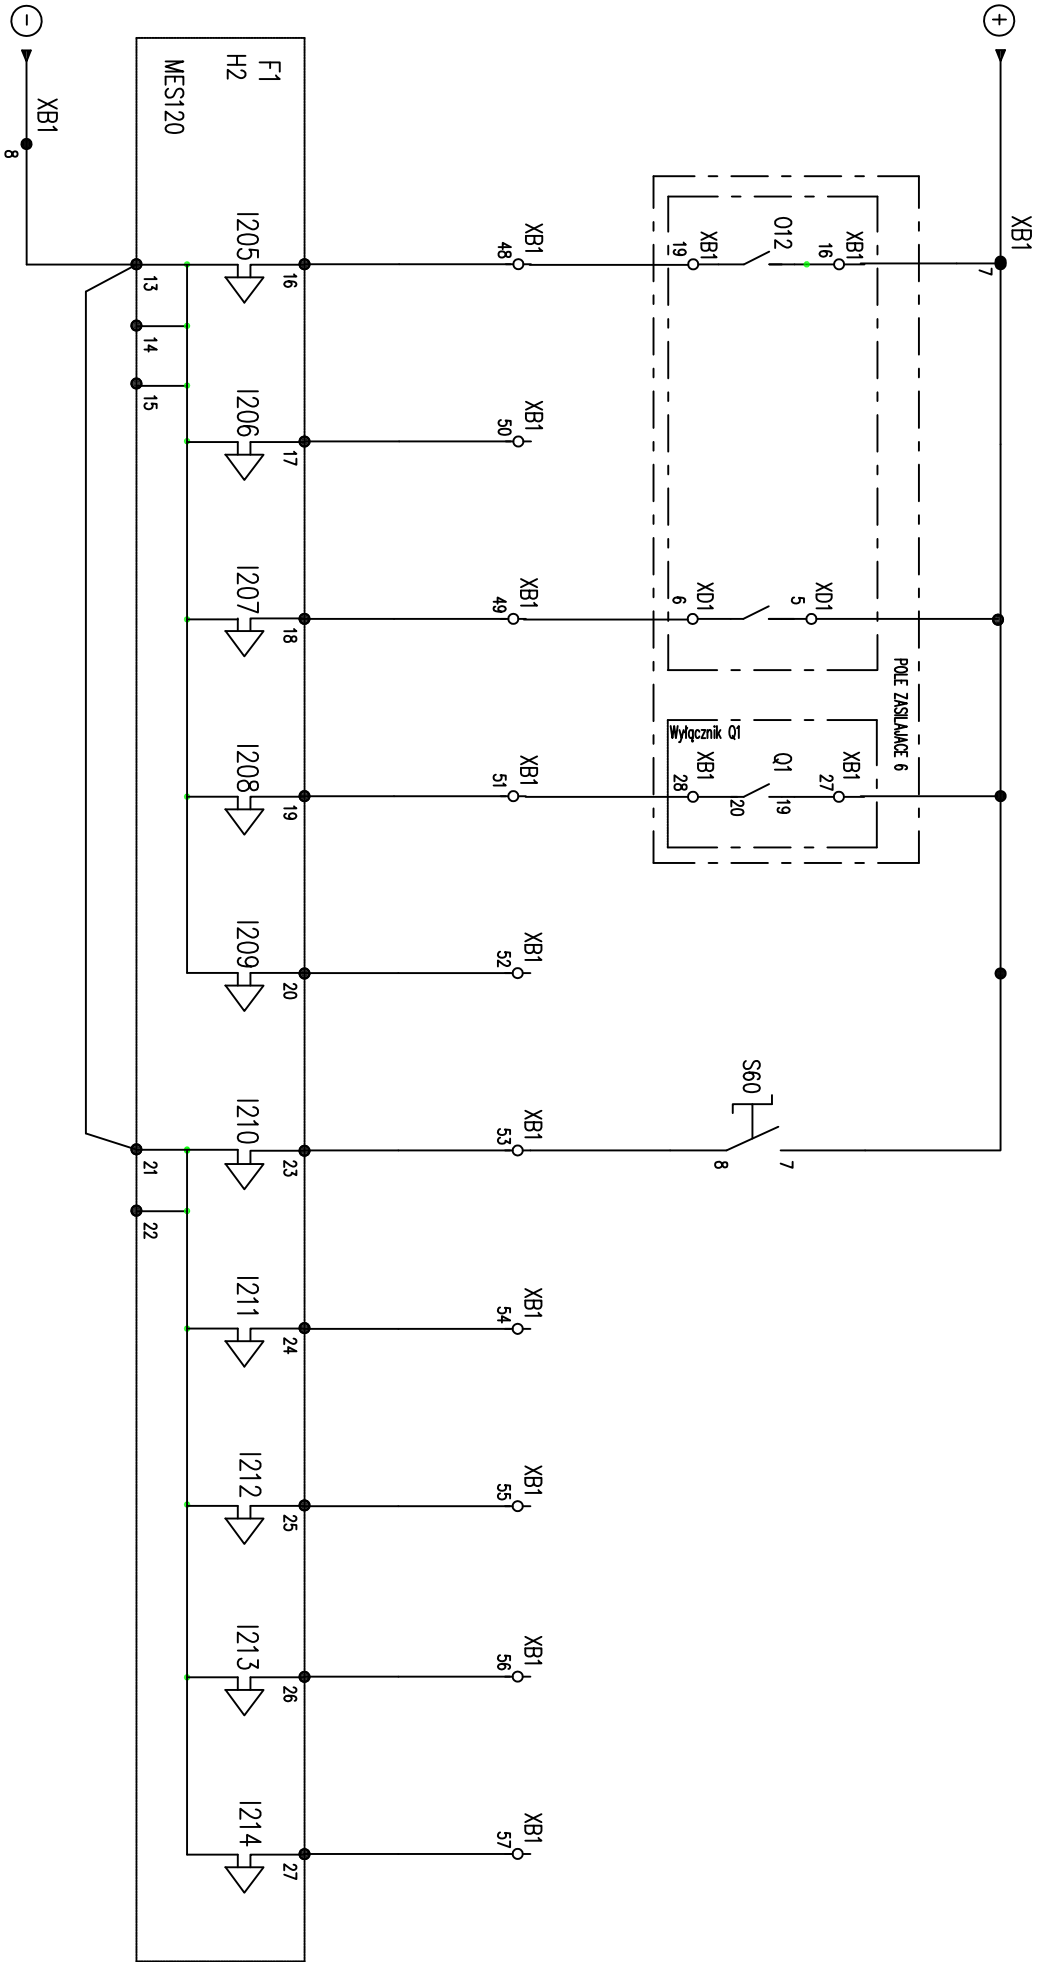 +
XB1
7
XB1
16
O12
XB1
19
XB1
48
XD1
5
XD1
6
XB1
49
POLE ZASILAJACE 6
Wyłącznik Q1
XB1
27
19
Q1
20
XB1
28
XB1
51
XB1
50
XB1
52
S60
7
8
XB1
53
XB1
54
XB1
55
XB1
56
XB1
57
F1
H2
MES120
16
I205
17
I206
18
I207
19
I208
20
I209
23
I210
24
I211
25
I212
26
I213
27
I214
13
14
15
21
22
-
XB1
8